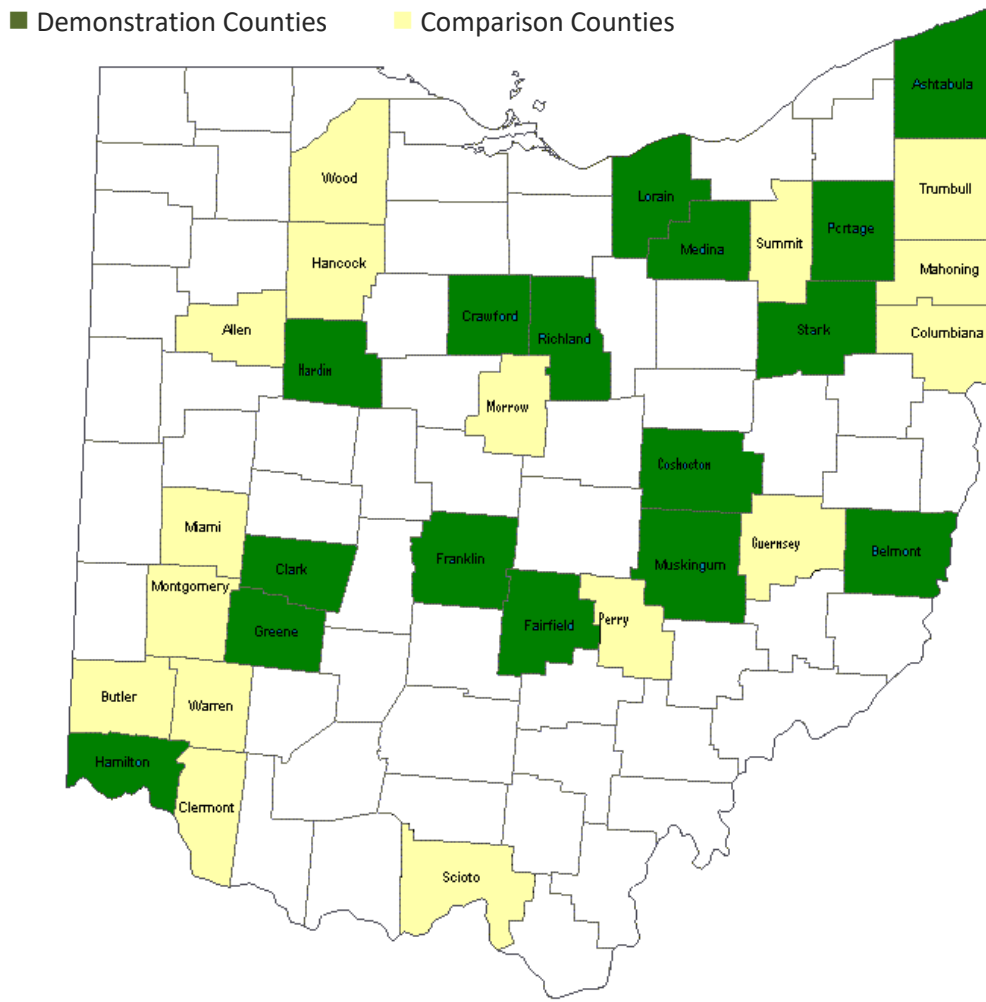 Demonstration Counties Comparison Counties
Ashtabula
Wood
Trumbull
Lorain
Portage
Summit
Medina
Hancock
Mahoning
Crawford
Allen
Stark
Columbiana
Richland
Hardin
Morrow
Coshocton
Miami
Guernsey
Belmont
Franklin
Muskingum
Clark
Montgomery
Perry
Fairfield
Greene
Butler
Warren
Hamilton
Clermont
Scioto